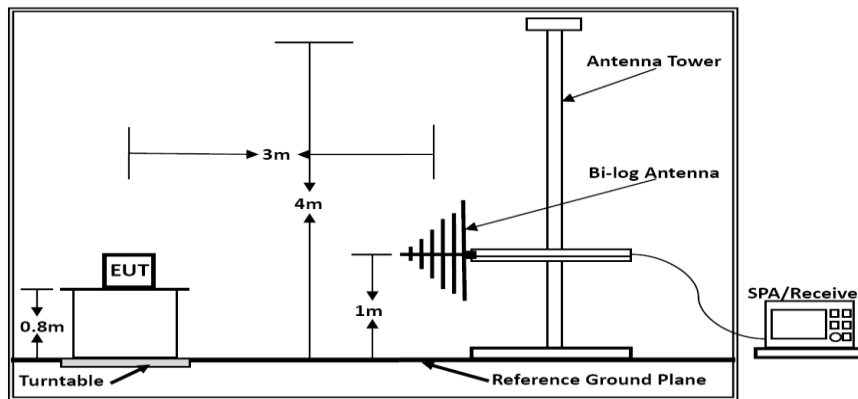 Antenna Tower
3m
Bi-log Antenna
4m
EUT
1m
0.8m
SPA/Receive
Turntable
Reference Ground Plane